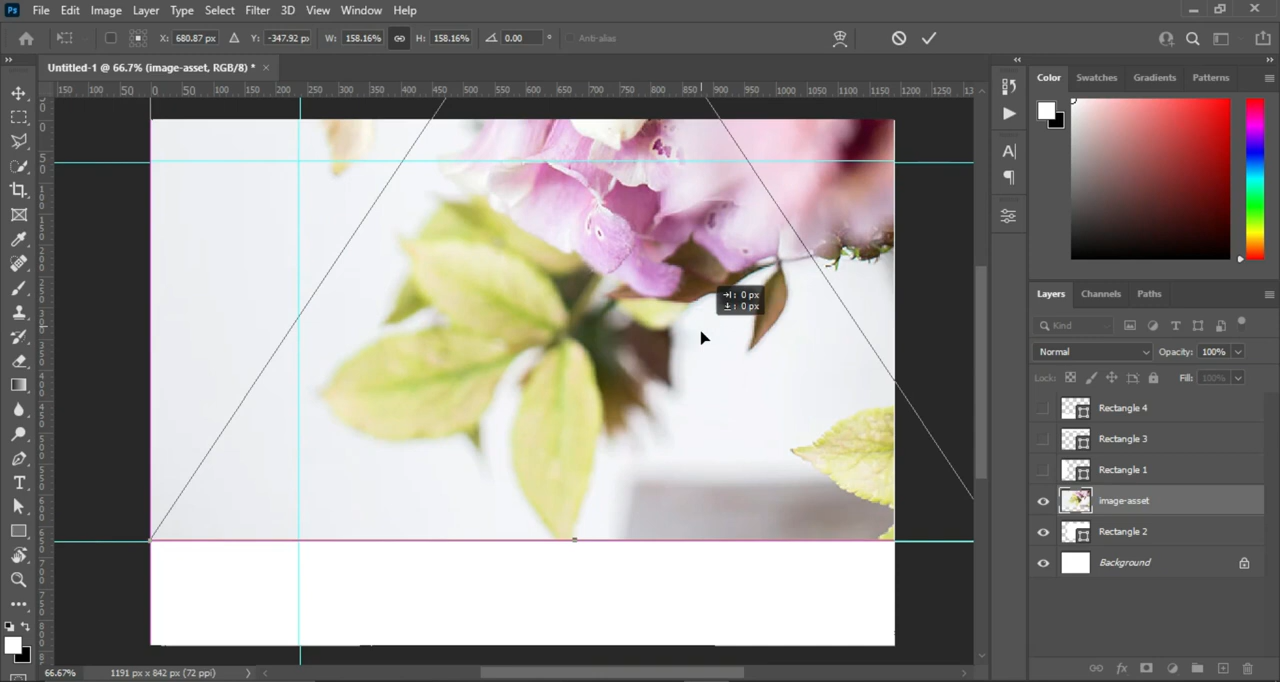 Ps File Edit Image Layer Type Select Filter 3D View Window Help
X: 680.87 px Y: -347.92 px W: 158.16% H: 158.16% 0.00 ° Anti-alias
Untitled-1 @ 66.7% (image-asset, RGB/8) * ×
Color Swatches Gradients Patterns
150 100 50 0 50 100 150 200 250 300 350 400 450 500 550 600 650 700 750 800 850 900 950 1000 1050 1100 1150 1200 1250
0 px
0 px
Layers Channels Paths
Kind
Normal Opacity: 100%
Lock: Fill: 100%
Rectangle 4
Rectangle 3
Rectangle 1
image-asset
Rectangle 2
Background
66.67% 1191 px x 842 px (72 ppi)